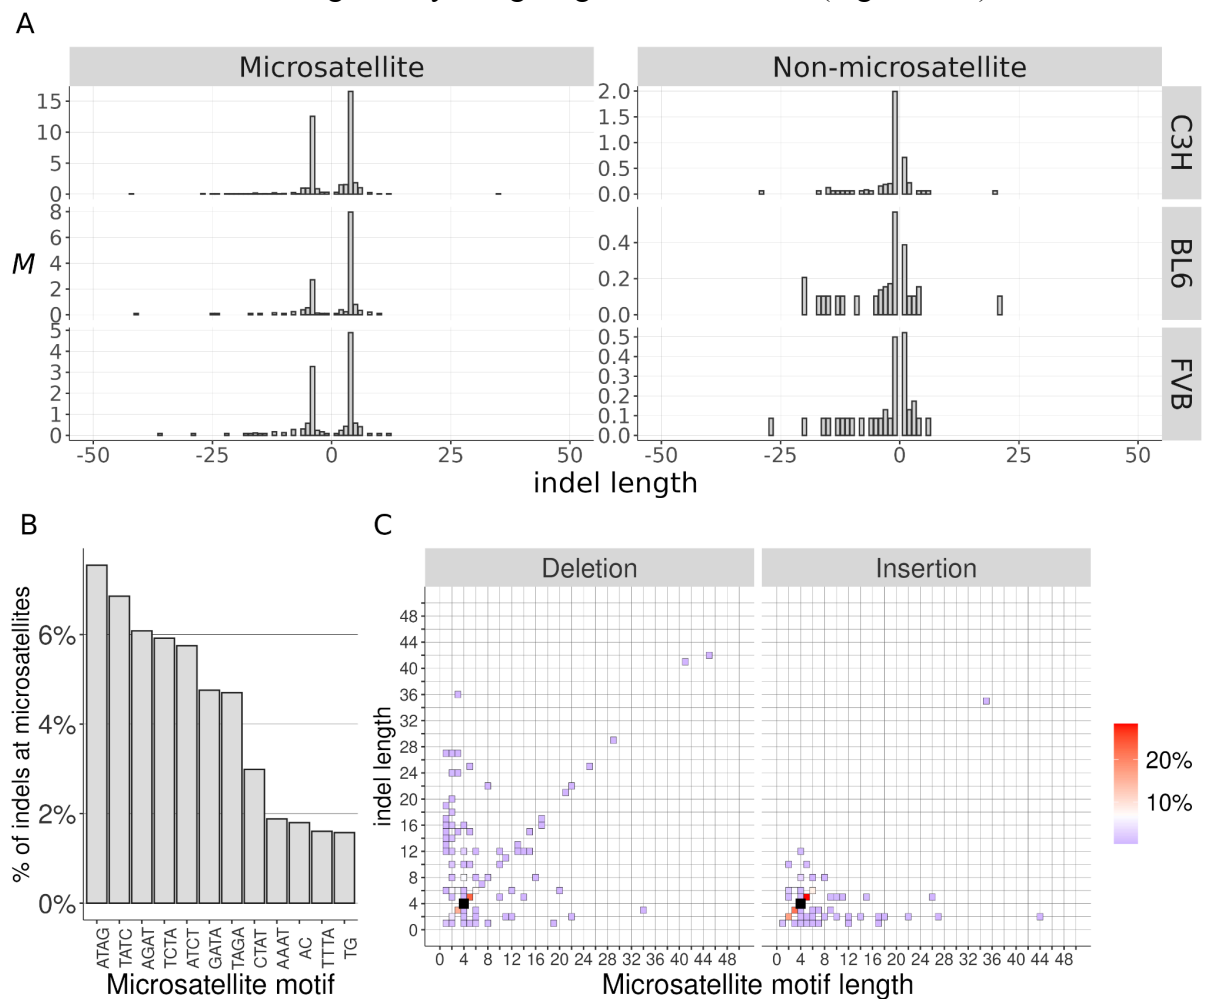 A
Microsatellite Non-microsatellite
15
10
5
0
2.0
1.5
1.0
0.5
0.0
C3H
M
8
6
4
2
0
0.4
0.2
0.0
BL6
5
4
3
2
1
0
0.5
0.4
0.3
0.2
0.1
0.0
FVB
-50 -25 0 25 50 -50 -25 0 25 50
indel length
B
% of indels at microsatellites
6%
4%
2%
0%
ATAG TATC AGAT TCTA ATCT GATA TAGA CTAT AAAT AC TTTA TG
Microsatellite motif
C
Deletion Insertion
indel length
48
44
40
36
32
28
24
20
16
12
8
4
0
0 4 8 12 16 20 24 28 32 36 40 44 48 0 4 8 12 16 20 24 28 32 36 40 44 48
Microsatellite motif length
20%
10%